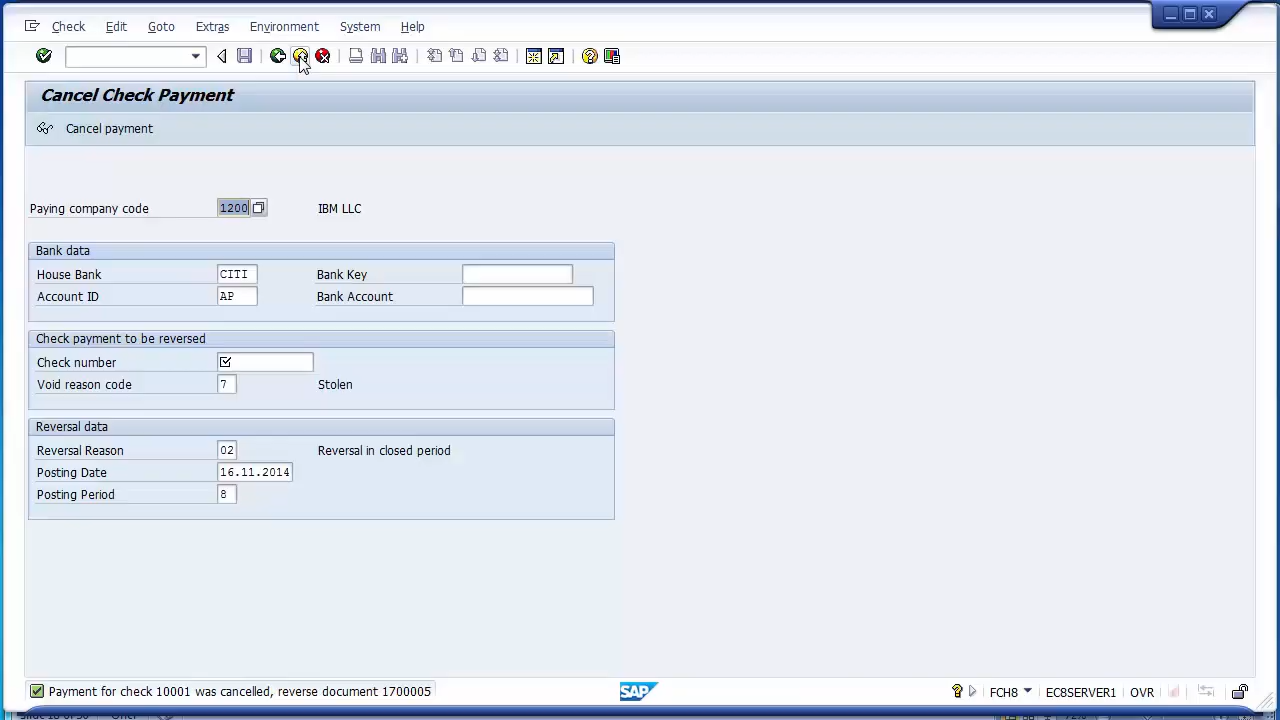 Check Edit Goto Extras Environment System Help
Cancel Check Payment
Cancel payment
Paying company code 1200 IBM LLC
Bank data
House Bank CITI Bank Key
Account ID AP Bank Account
Check payment to be reversed
Check number
Void reason code 7 Stolen
Reversal data
Reversal Reason 02 Reversal in closed period
Posting Date 16.11.2014
Posting Period 8
Payment for check 10001 was cancelled, reverse document 1700005 SAP FCH8 EC8SERVER1 OVR